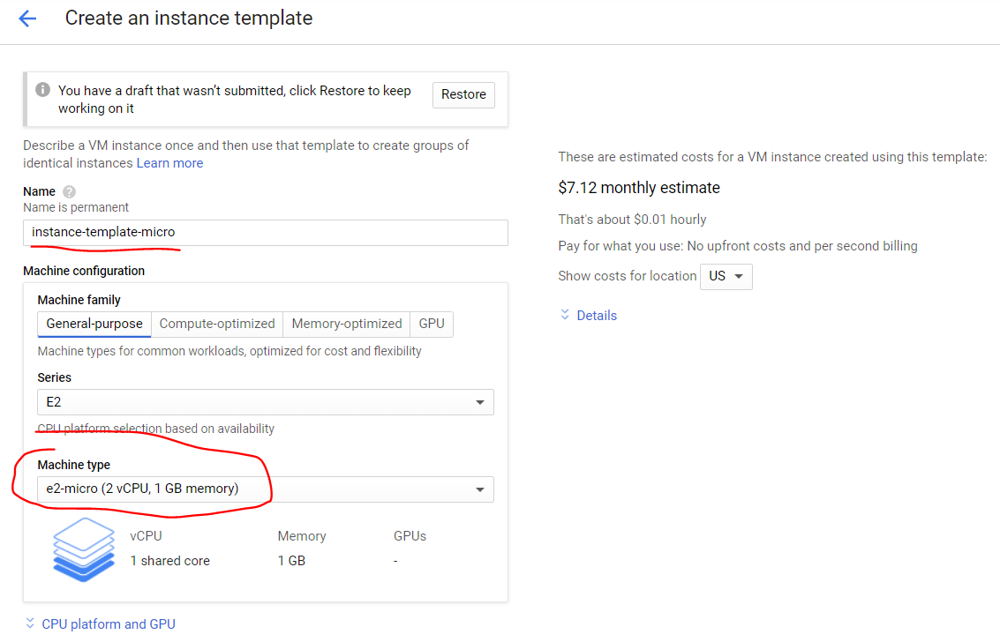 Create an instance template
You have a draft that wasn't submitted, click Restore to keep
working on it
Restore
Describe a VM instance once and then use that template to create groups of
identical instances Learn more
Name ?
Name is permanent
instance-template-micro
Machine configuration
Machine family
General-purpose Compute-optimized Memory-optimized GPU
Machine types for common workloads, optimized for cost and flexibility
Series
E2
CPU platform selection based on availability
Machine type
e2-micro (2 vCPU, 1 GB memory)
vCPU Memory GPUs
1 shared core 1 GB -
CPU platform and GPU
These are estimated costs for a VM instance created using this template:
$7.12 monthly estimate
That's about $0.01 hourly
Pay for what you use: No upfront costs and per second billing
Show costs for location US
Details